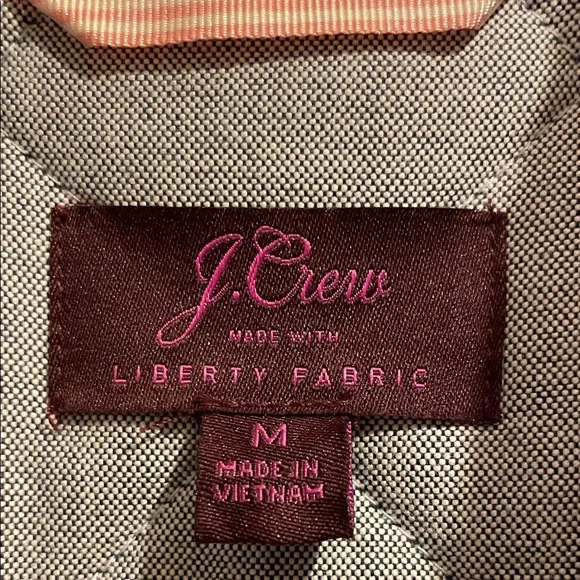 J.Crew
MADE WITH
LIBERTY FABRIC
M
MADE IN
VIETNAM